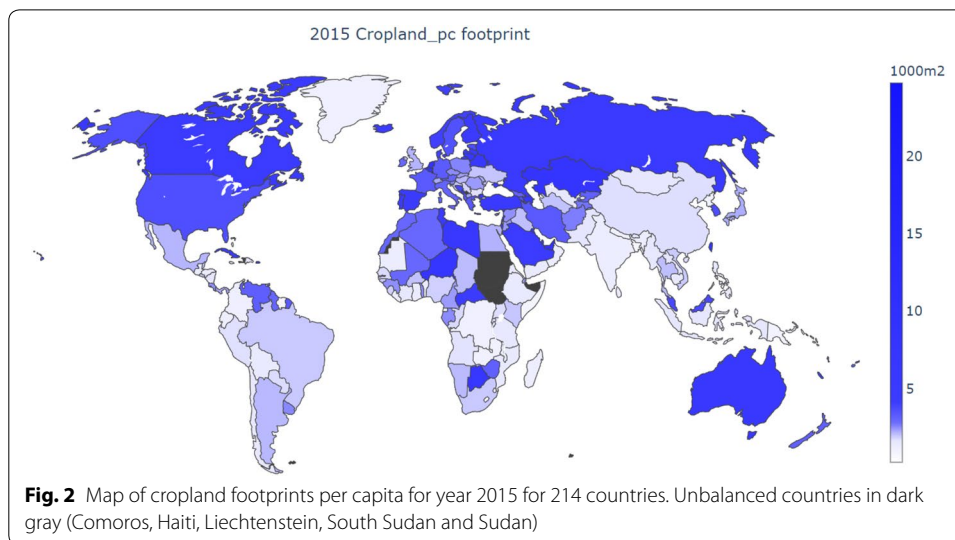 2015 Cropland_pc footprint
1000m2
20
15
10
5
Fig. 2 Map of cropland footprints per capita for year 2015 for 214 countries. Unbalanced countries in dark
gray (Comoros, Haiti, Liechtenstein, South Sudan and Sudan)